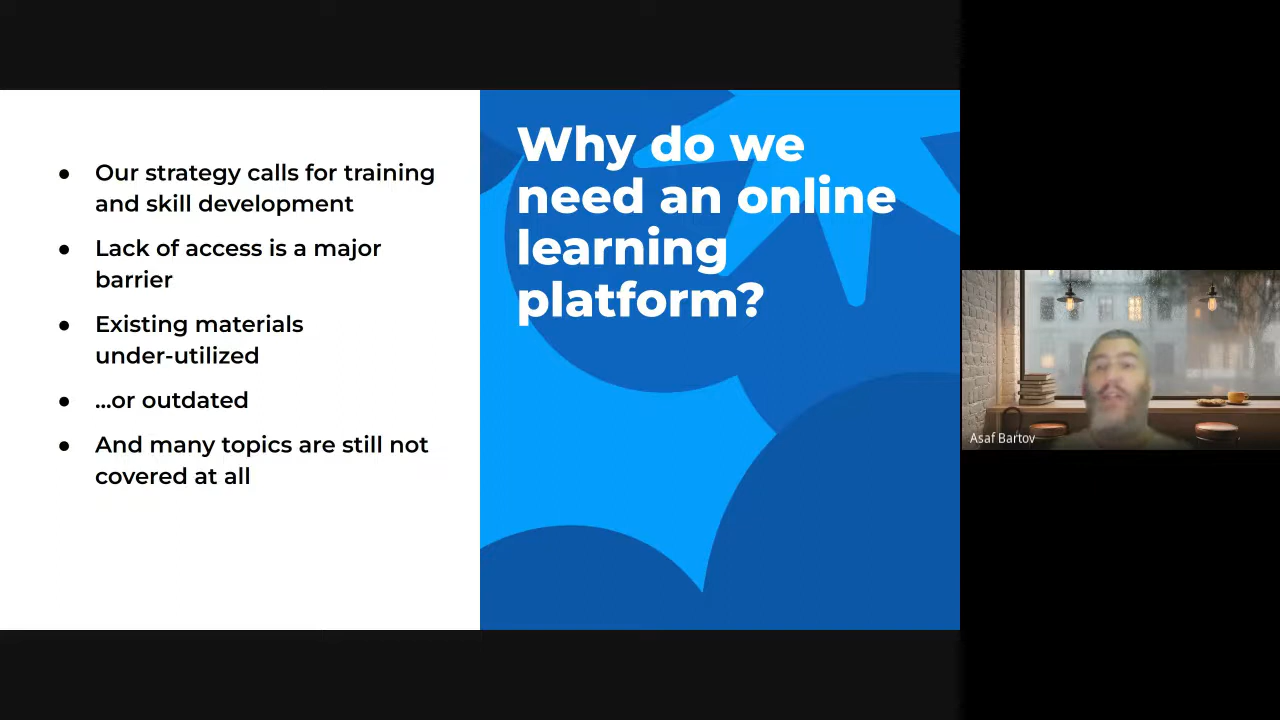 Why do we
need an online
learning
platform?
● Our strategy calls for training
and skill development
● Lack of access is a major
barrier
● Existing materials
under-utilized
● ...or outdated
● And many topics are still not
covered at all
Asaf Bartov